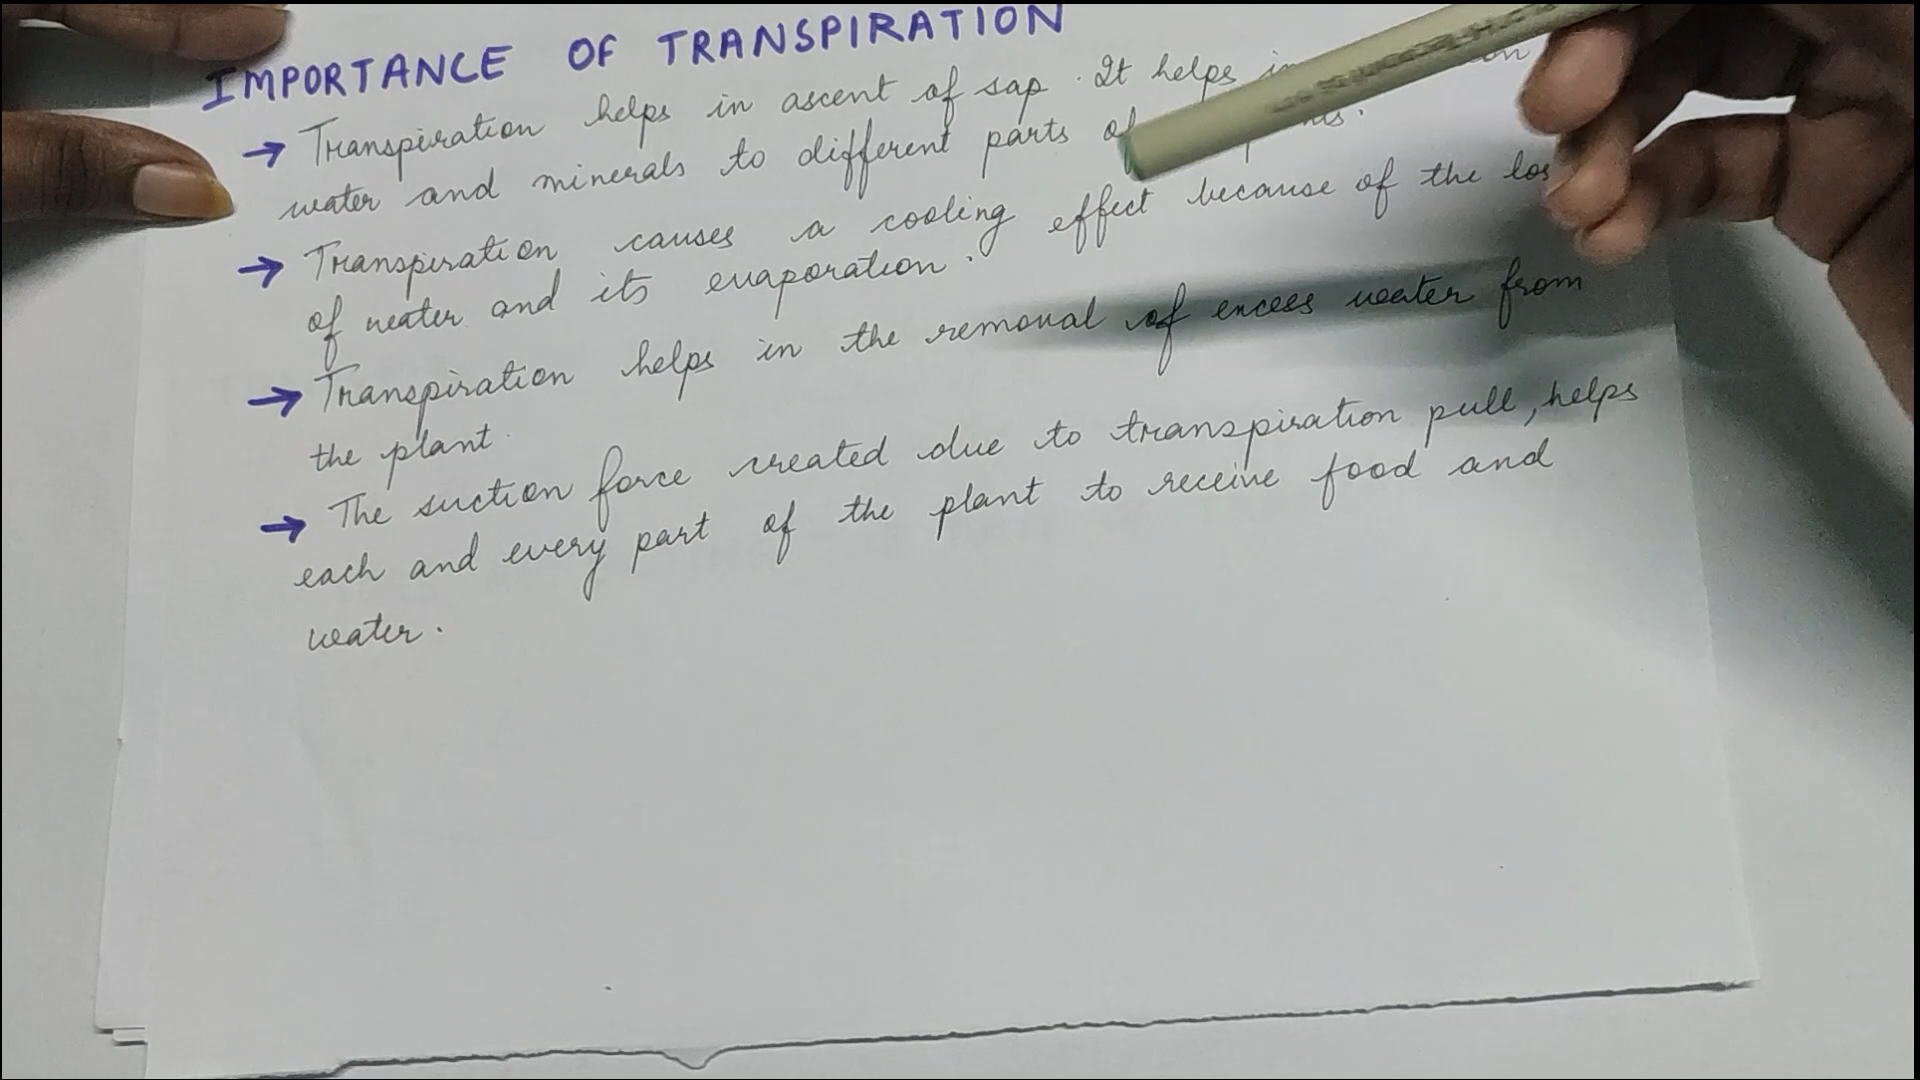 IMPORTANCE OF TRANSPIRATION
→ Transpiration helps in ascent of sap. It helps in
water and minerals to different parts of
→ Transpiration causes a cooling effect because of the los
of water and its evaporation.
→ Transpiration helps in the removal of excess water from
the plant.
→ The suction force created due to transpiration pull, helps
each and every part of the plant to receive food and
water.